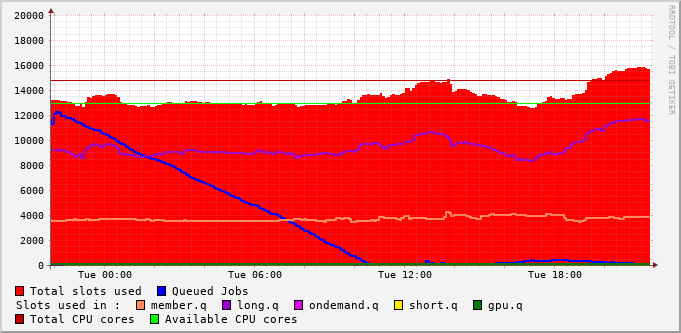 20000
18000
16000
14000
12000
10000
8000
6000
4000
2000
0
Tue 00:00 Tue 06:00 Tue 12:00 Tue 18:00
RRDTOOL / TOBI OETIKER
Total slots used Queued Jobs
Slots used in : member.q long.q ondemand.q short.q gpu.q
Total CPU cores Available CPU cores